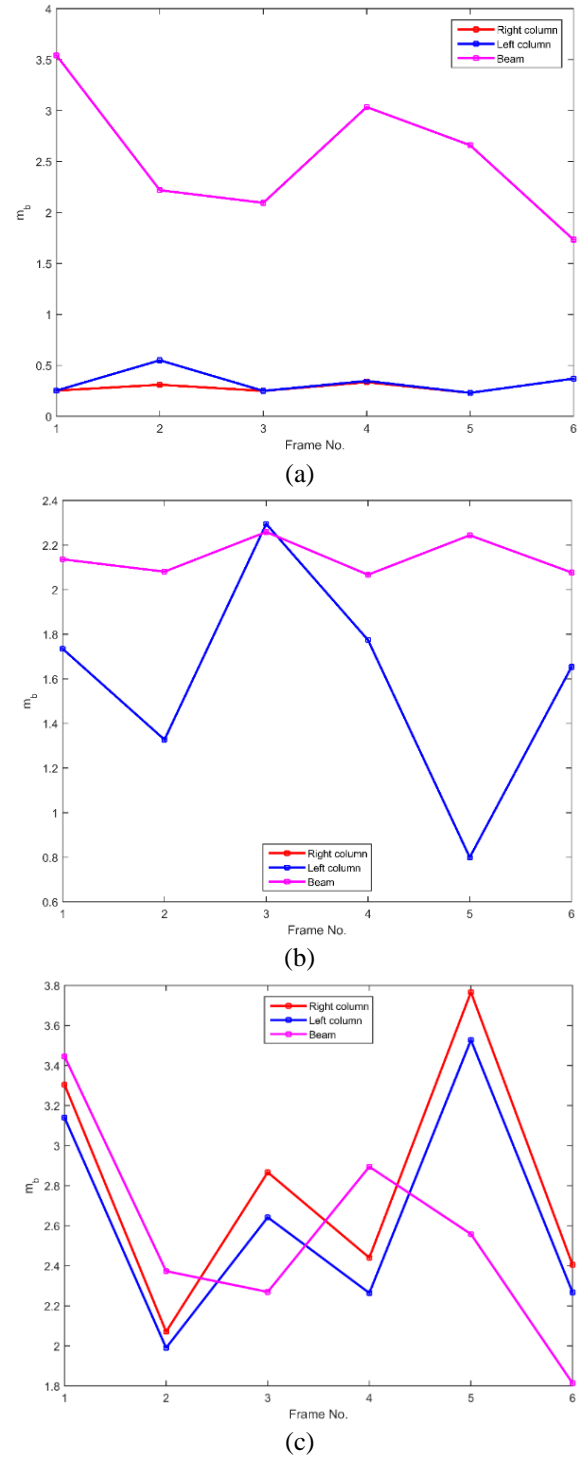 4
3.5
3
2.5
2
1.5
1
0.5
0
m_b
Right column
Left column
Beam
1 2 3 4 5 6
Frame No.
(a)
2.4
2.2
2
1.8
1.6
1.4
1.2
1
0.8
0.6
m_b
Right column
Left column
Beam
1 2 3 4 5 6
Frame No.
(b)
3.8
3.8
3.4
3.2
3
2.8
2.6
2.4
2.2
2
1.8
m_b
Right column
Left column
Beam
1 2 3 4 5 6
Frame No.
(c)